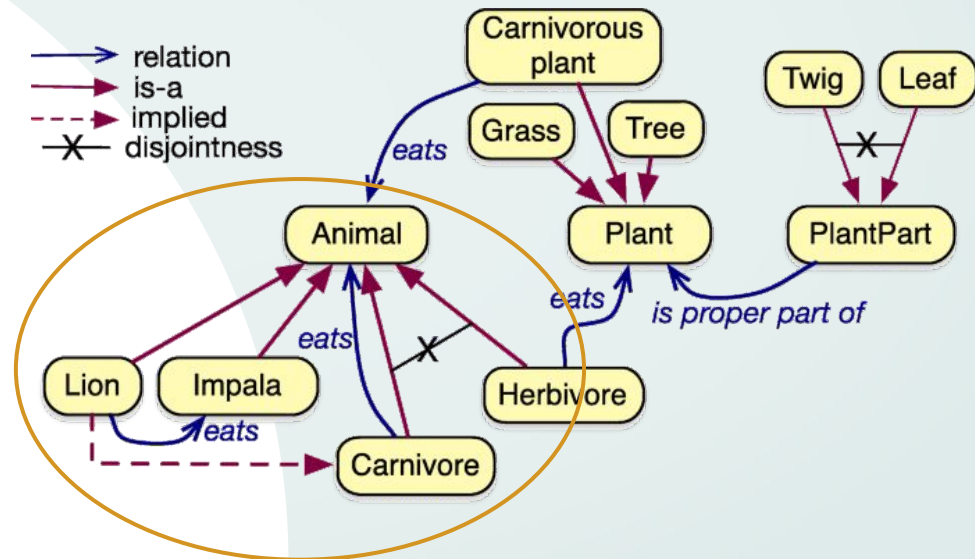 relation
is-a
implied
X disjointness
Carnivorous
plant
Twig
Leaf
Grass
Tree
X
eats
Animal
Plant
PlantPart
eats
is proper part of
eats
X
Lion
Impala
Herbivore
eats
Carnivore